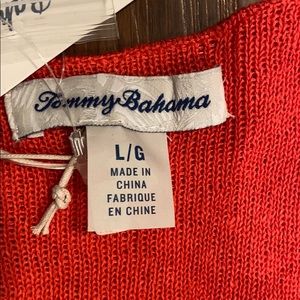 Tommy Bahama
L/G
MADE IN
CHINA
FABRIQUE
EN CHINE